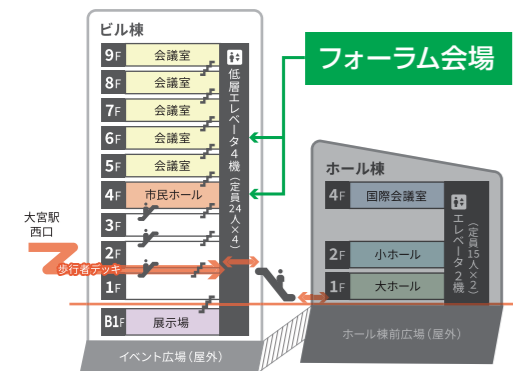 ビル棟
9F 会議室
8F 会議室
7F 会議室
6F 会議室
5F 会議室
4F 市民ホール
3F
2F
1F
B1F 展示場
低層エレベータ4機（定員24人×4）
イベント広場（屋外）
大宮駅
西口
歩行者デッキ
フォーラム会場
ホール棟
4F 国際会議室
2F 小ホール
1F 大ホール
エレベータ2機
（定員15人×2）
ホール棟前広場（屋外）